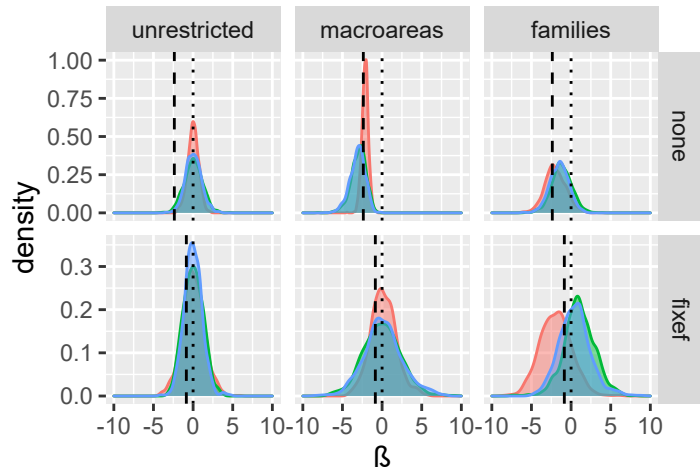 unrestricted macroareas families
1.00
0.75
0.50
0.25
0.00
none
density
0.3
0.2
0.1
0.0
fixef
-10 -5 0 5 10 -10 -5 0 5 10 -10 -5 0 5 10
ß